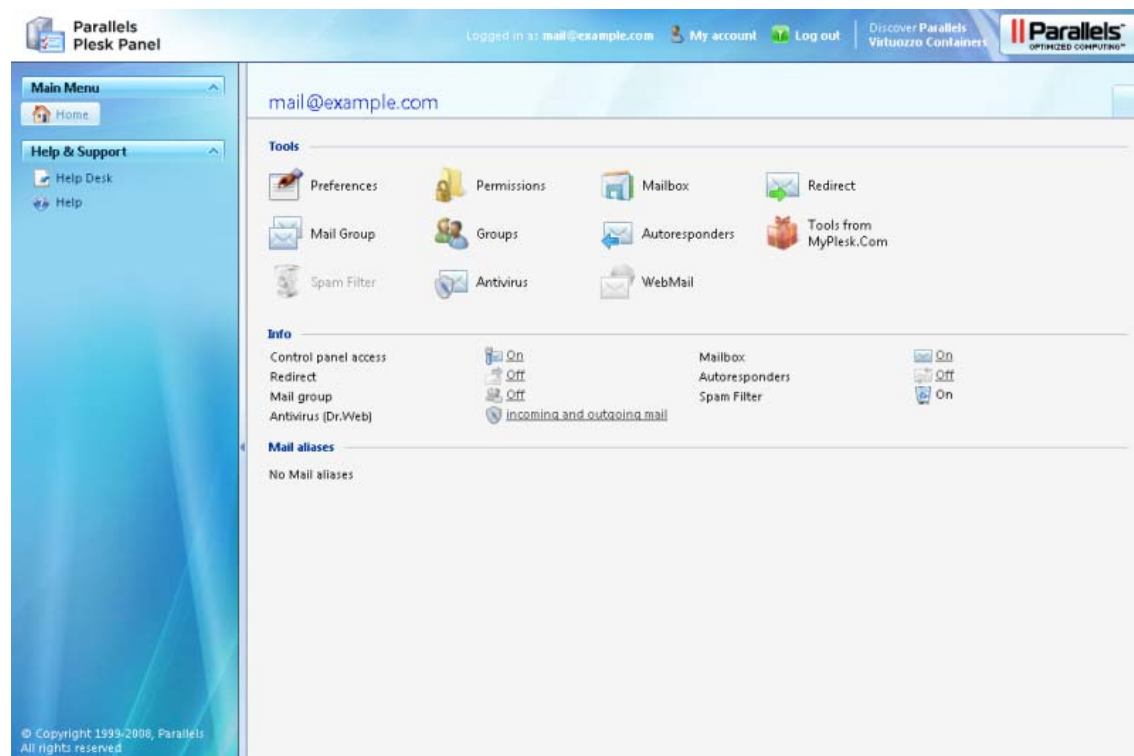 Parallels
Plesk Panel
Logged in as mail@example.com My account Log out
Discover Parallels
Virtuozzo Containers
Parallels™
OPTIMIZED COMPUTING™
Main Menu
Home
Help & Support
Help Desk
Help
mail@example.com
Tools
Preferences Permissions Mailbox Redirect
Mail Group Groups Autoresponders Tools from
MyPlesk.Com
Spam Filter Antivirus WebMail
Info
Control panel access On Mailbox On
Redirect Off Autoresponders Off
Mail group Off Spam Filter On
Antivirus (Dr.Web) incoming and outgoing mail
Mail aliases
No Mail aliases
© Copyright 1999-2008, Parallels
All rights reserved